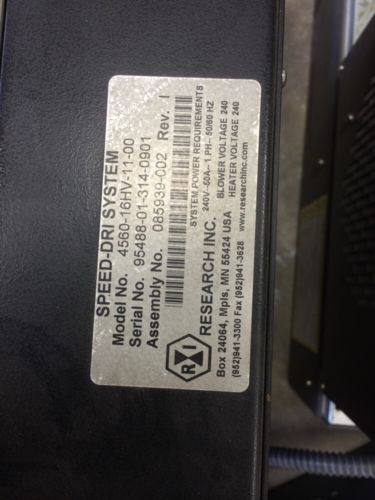 SPEED-DRI SYSTEM
Model No. 4560-16HV-11-00
Serial No. 95488-01-314-0901
Assembly No. 085939-002 Rev. I
SYSTEM POWER REQUIREMENTS
240V -50A- 1 PH- 50/60 HZ
BLOWER VOLTAGE 240
HEATER VOLTAGE 240
RI
RESEARCH INC.
Box 24064, Mpls, MN 55424 USA
(952)941-3300 Fax (952)941-3628 www.researchinc.com